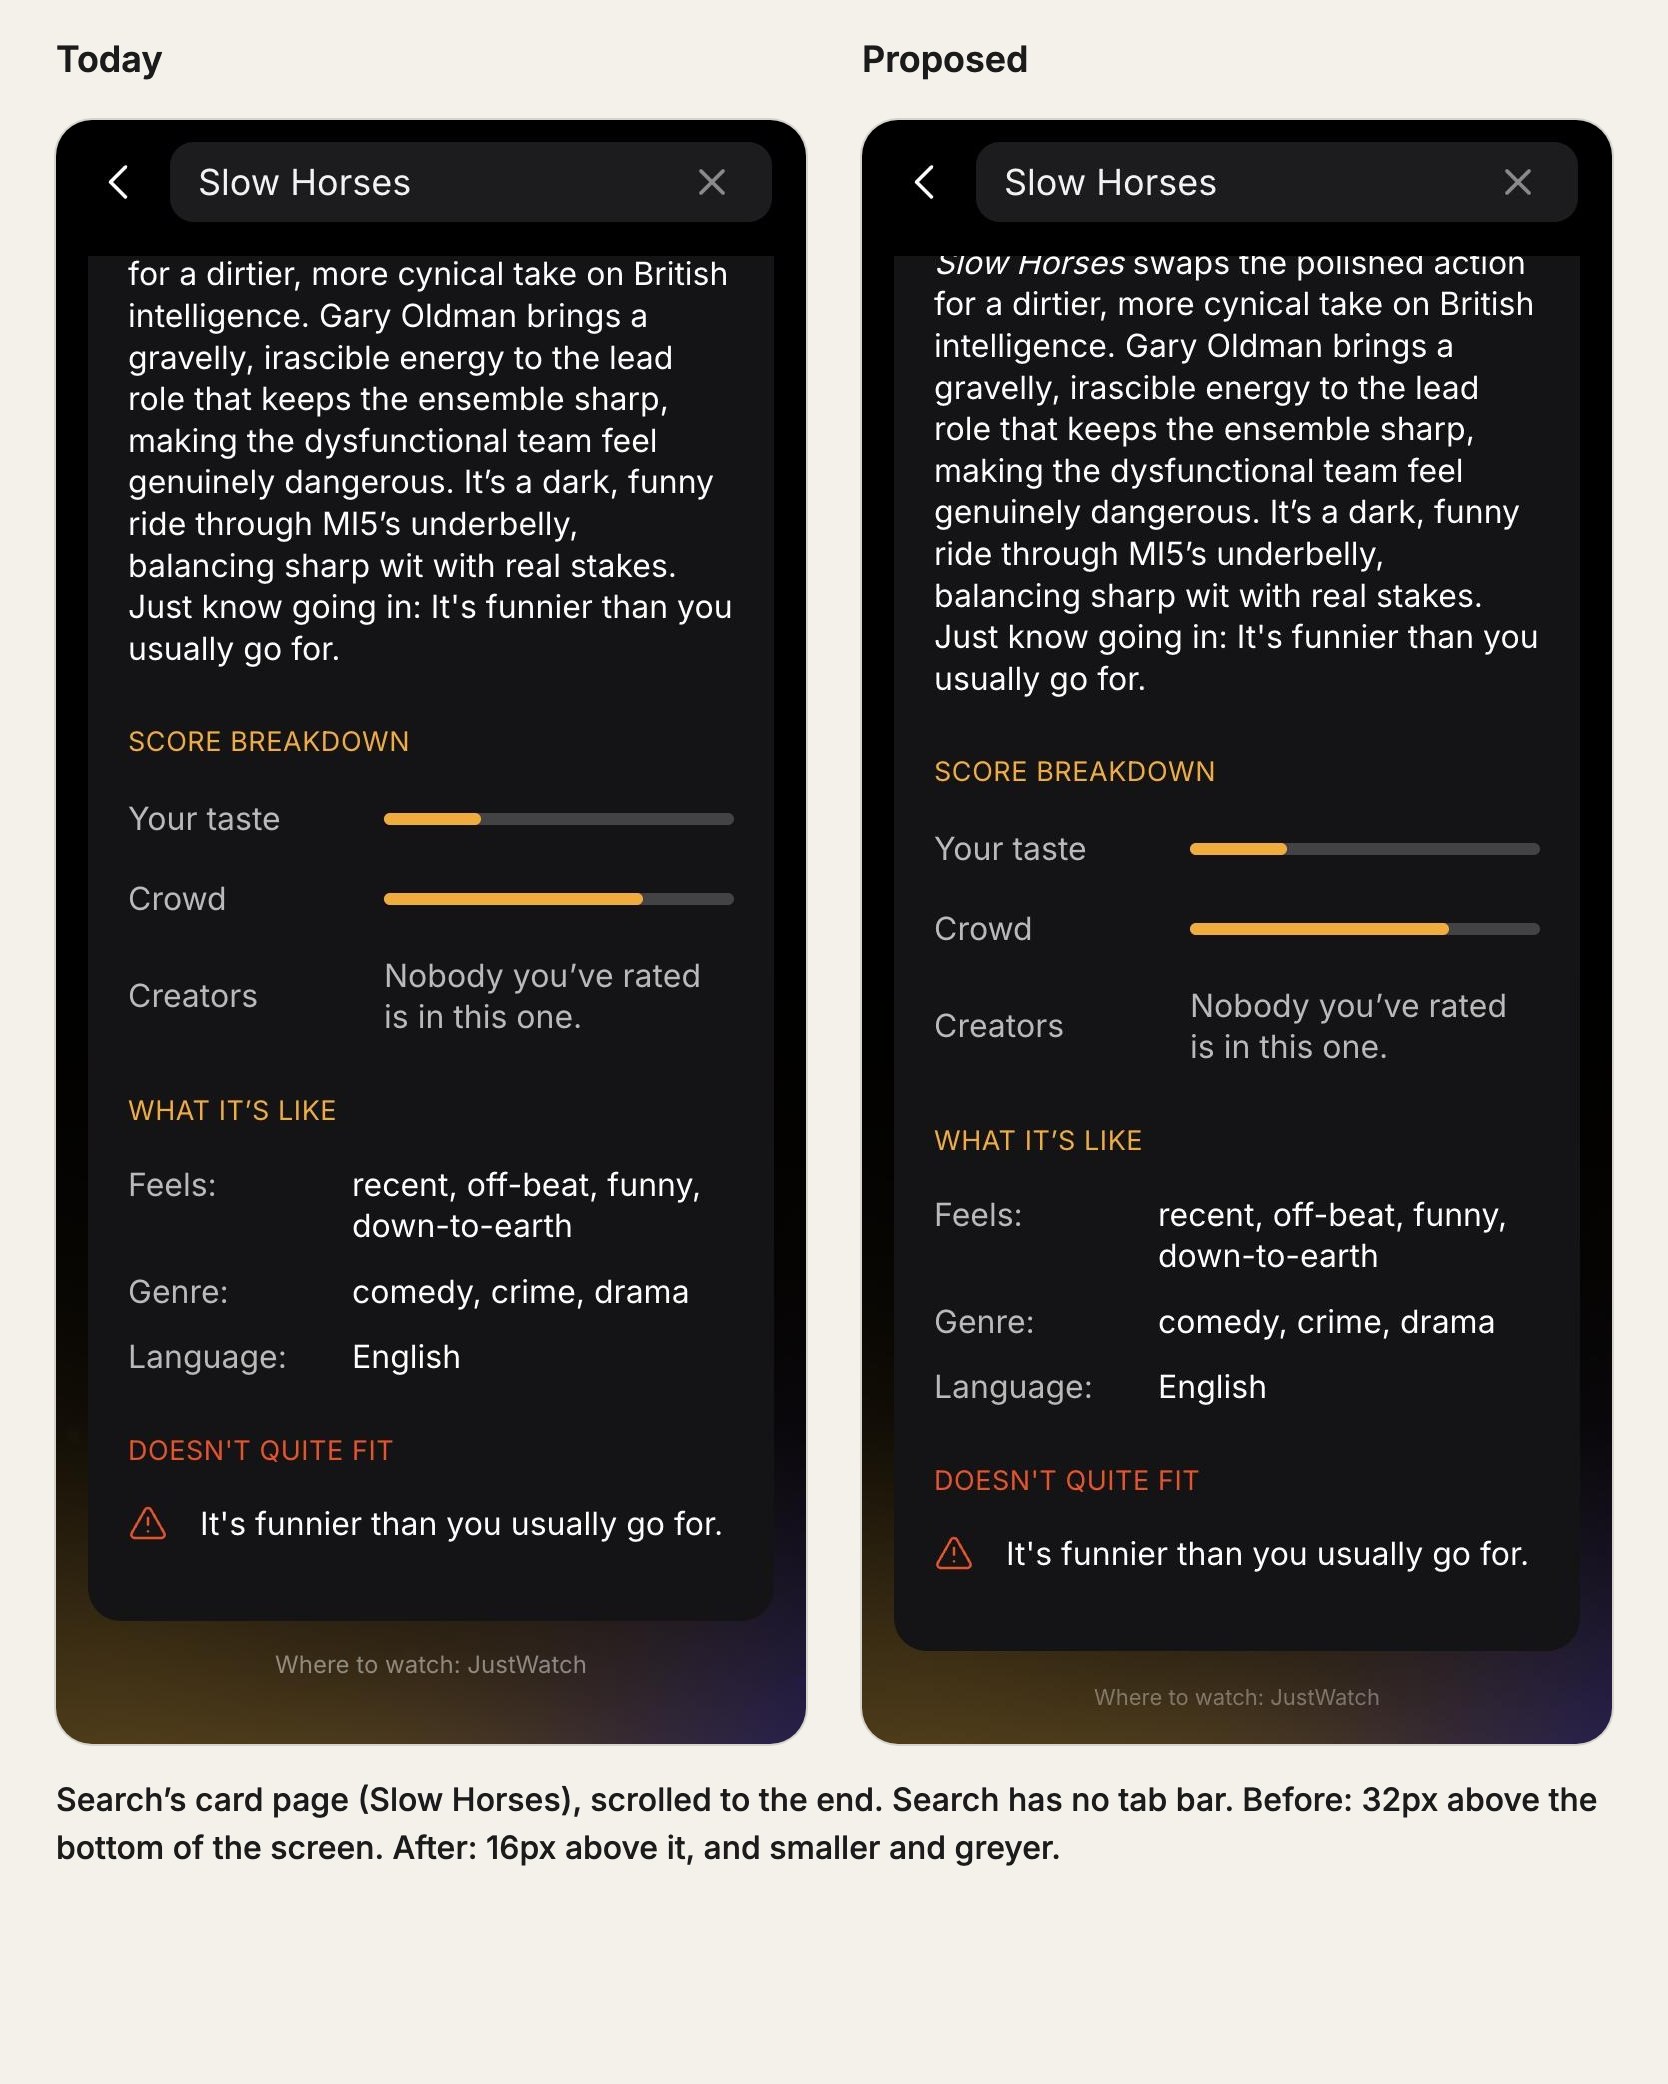 Today
Slow Horses
for a dirtier, more cynical take on British
intelligence. Gary Oldman brings a
gravelly, irascible energy to the lead
role that keeps the ensemble sharp,
making the dysfunctional team feel
genuinely dangerous. It’s a dark, funny
ride through MI5’s underbelly,
balancing sharp wit with real stakes.
Just know going in: It's funnier than you
usually go for.
SCORE BREAKDOWN
Your taste
Crowd
Creators
Nobody you’ve rated
is in this one.
WHAT IT’S LIKE
Feels: recent, off-beat, funny,
down-to-earth
Genre: comedy, crime, drama
Language: English
DOESN'T QUITE FIT
It's funnier than you usually go for.
Where to watch: JustWatch
Proposed
Slow Horses
Slow Horses swaps the polished action
for a dirtier, more cynical take on British
intelligence. Gary Oldman brings a
gravelly, irascible energy to the lead
role that keeps the ensemble sharp,
making the dysfunctional team feel
genuinely dangerous. It’s a dark, funny
ride through MI5’s underbelly,
balancing sharp wit with real stakes.
Just know going in: It's funnier than you
usually go for.
SCORE BREAKDOWN
Your taste
Crowd
Creators
Nobody you’ve rated
is in this one.
WHAT IT’S LIKE
Feels: recent, off-beat, funny,
down-to-earth
Genre: comedy, crime, drama
Language: English
DOESN'T QUITE FIT
It's funnier than you usually go for.
Where to watch: JustWatch
Search’s card page (Slow Horses), scrolled to the end. Search has no tab bar. Before: 32px above the
bottom of the screen. After: 16px above it, and smaller and greyer.